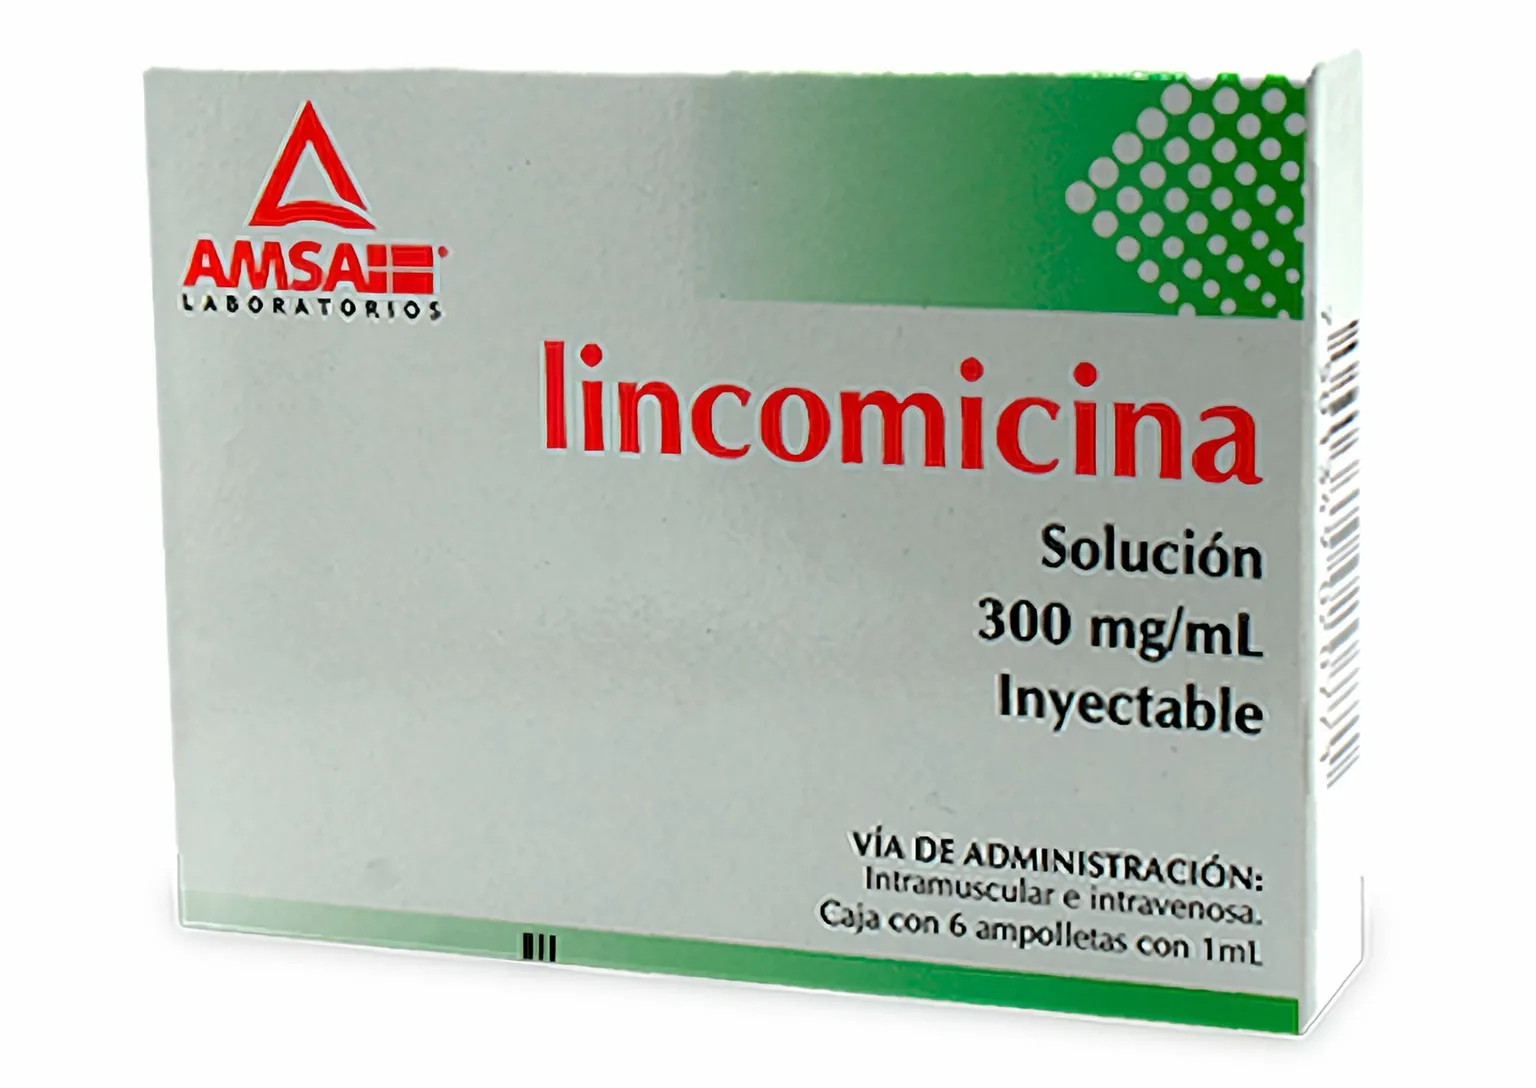 AMSA
LABORATORIOS
lincomicina
Solución
300 mg/mL
Inyectable
VÍA DE ADMINISTRACIÓN:
Intramuscular e intravenosa.
Caja con 6 ampolletas con 1mL